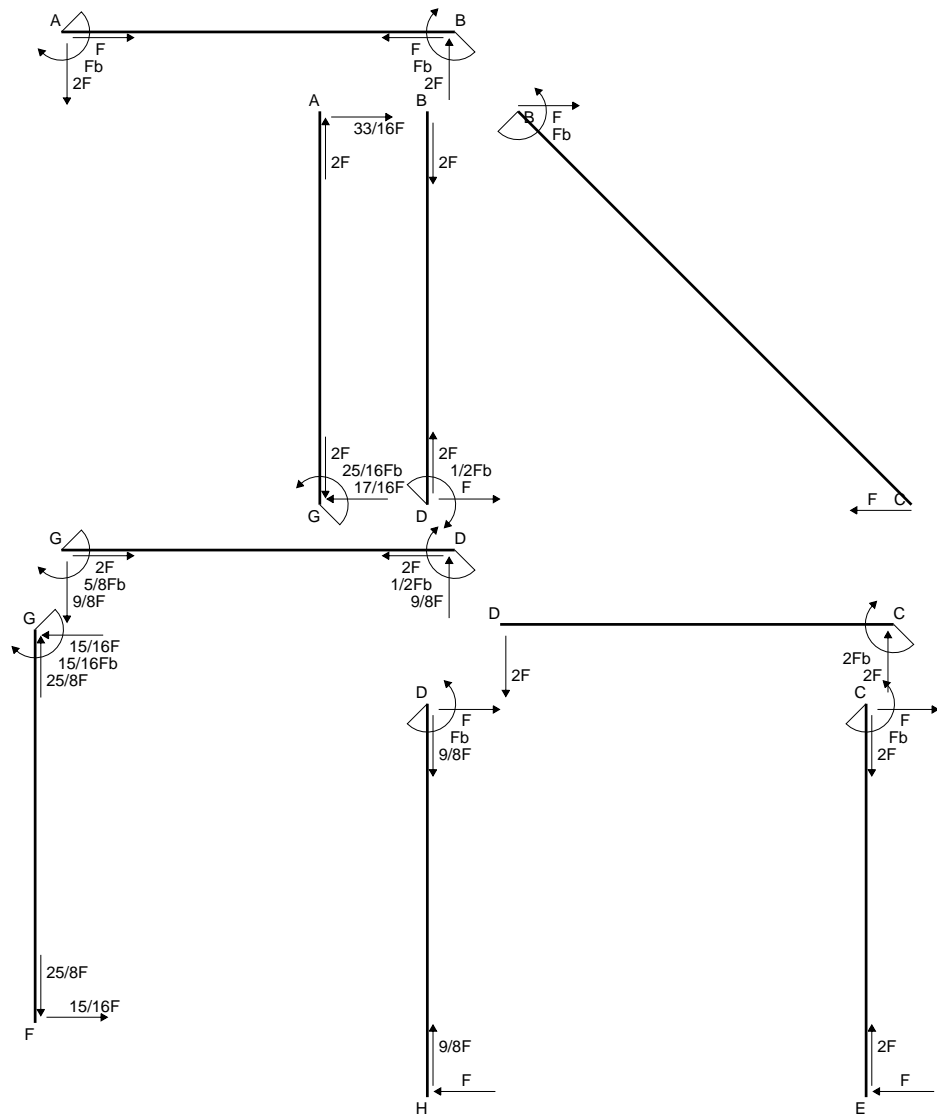 A B
F F
Fb Fb
2F 2F
A B
33/16F
2F 2F
B F
Fb
2F 2F
25/16Fb 1/2Fb
17/16F F
G D
F C
G D
2F 2F
5/8Fb 1/2Fb
9/8F 9/8F
G
15/16F
15/16Fb
25/8F
D C
2Fb
2F 2F
D C
F F
Fb Fb
9/8F 2F
25/8F
15/16F
F
9/8F 2F
F F
H E